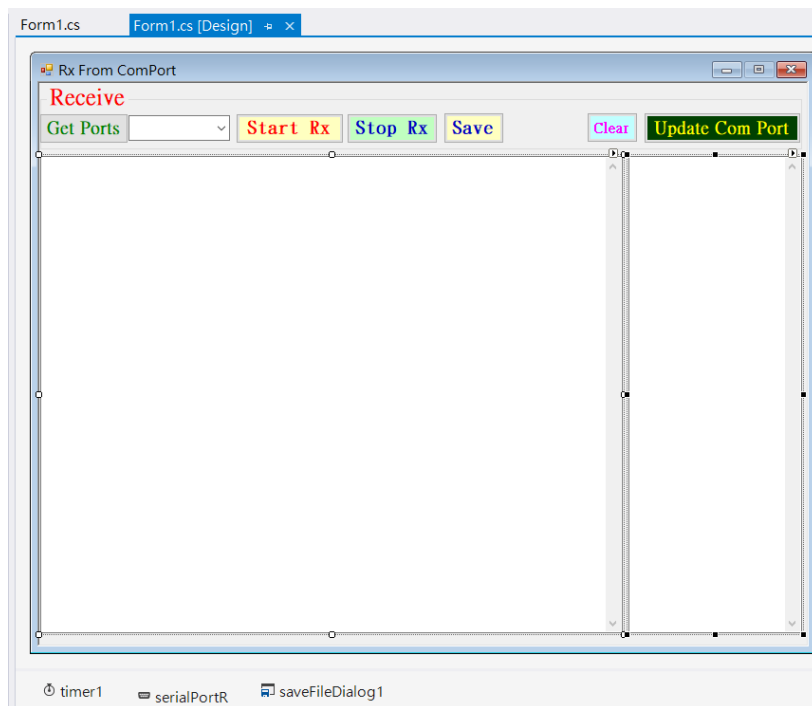 Form1.cs Form1.cs [Design]
Rx From ComPort
Receive
Get Ports Start Rx Stop Rx Save Clear Update Com Port
timer1 serialPortR saveFileDialog1